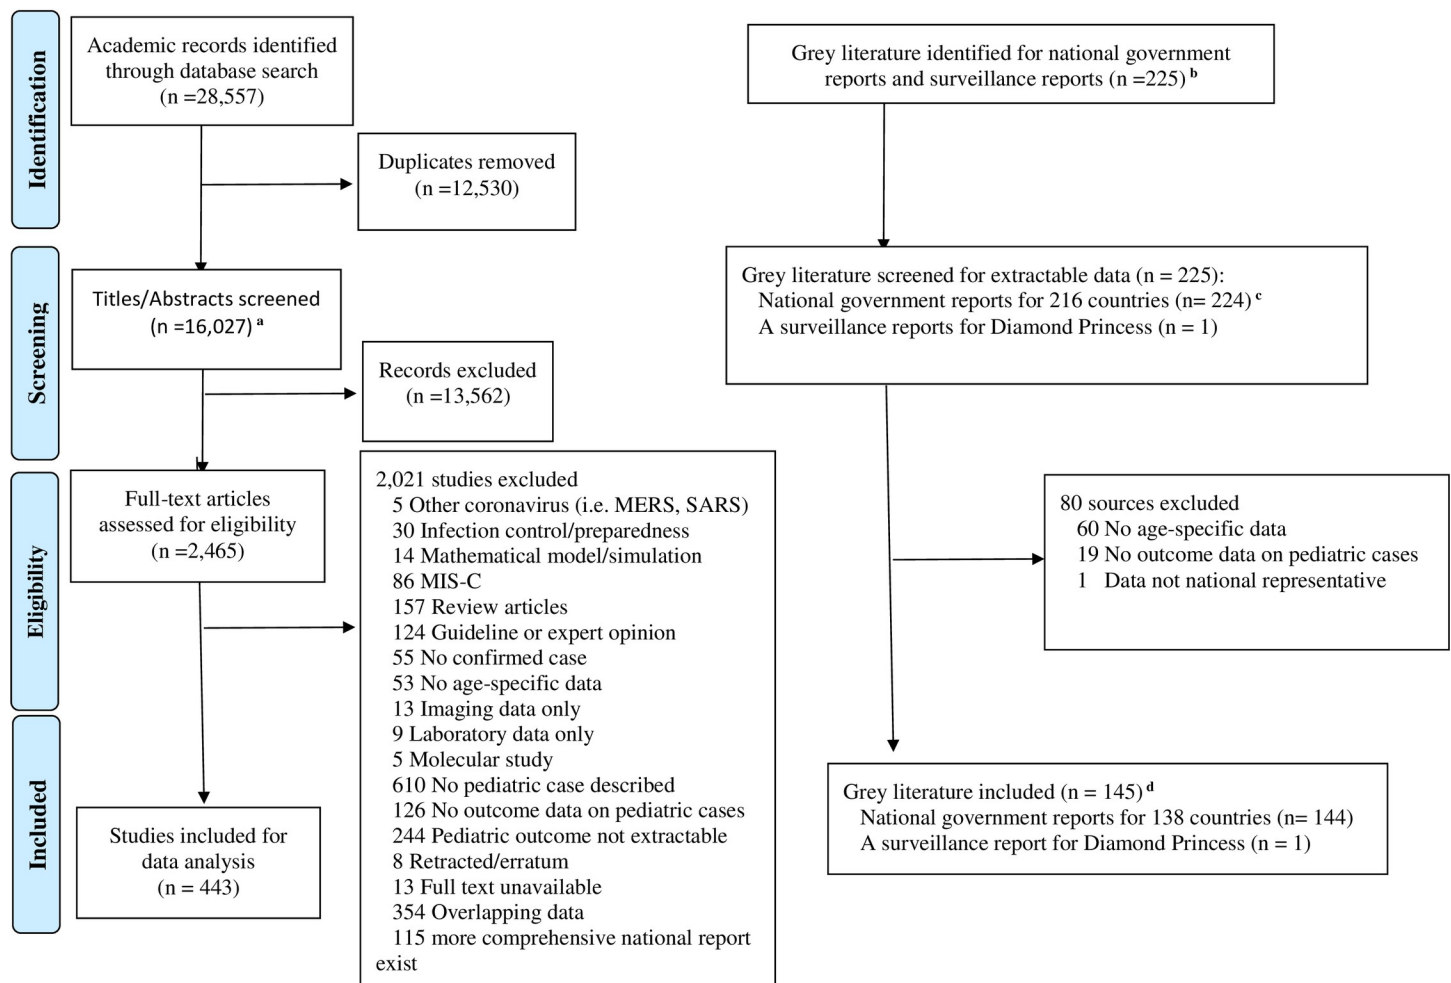 Identification
Academic records identified
through database search
(n =28,557)
Duplicates removed
(n =12,530)
Grey literature identified for national government
reports and surveillance reports (n =225) b
Screening
Titles/Abstracts screened
(n =16,027) a
Records excluded
(n =13,562)
Grey literature screened for extractable data (n = 225):
National government reports for 216 countries (n= 224) c
A surveillance reports for Diamond Princess (n = 1)
Eligibility
Full-text articles
assessed for eligibility
(n =2,465)
2,021 studies excluded
5 Other coronavirus (i.e. MERS, SARS)
30 Infection control/preparedness
14 Mathematical model/simulation
86 MIS-C
157 Review articles
124 Guideline or expert opinion
55 No confirmed case
53 No age-specific data
13 Imaging data only
9 Laboratory data only
5 Molecular study
610 No pediatric case described
126 No outcome data on pediatric cases
244 Pediatric outcome not extractable
8 Retracted/erratum
13 Full text unavailable
354 Overlapping data
115 more comprehensive national report
exist
80 sources excluded
60 No age-specific data
19 No outcome data on pediatric cases
1 Data not national representative
Included
Studies included for
data analysis
(n = 443)
Grey literature included (n = 145) d
National government reports for 138 countries (n= 144)
A surveillance report for Diamond Princess (n = 1)